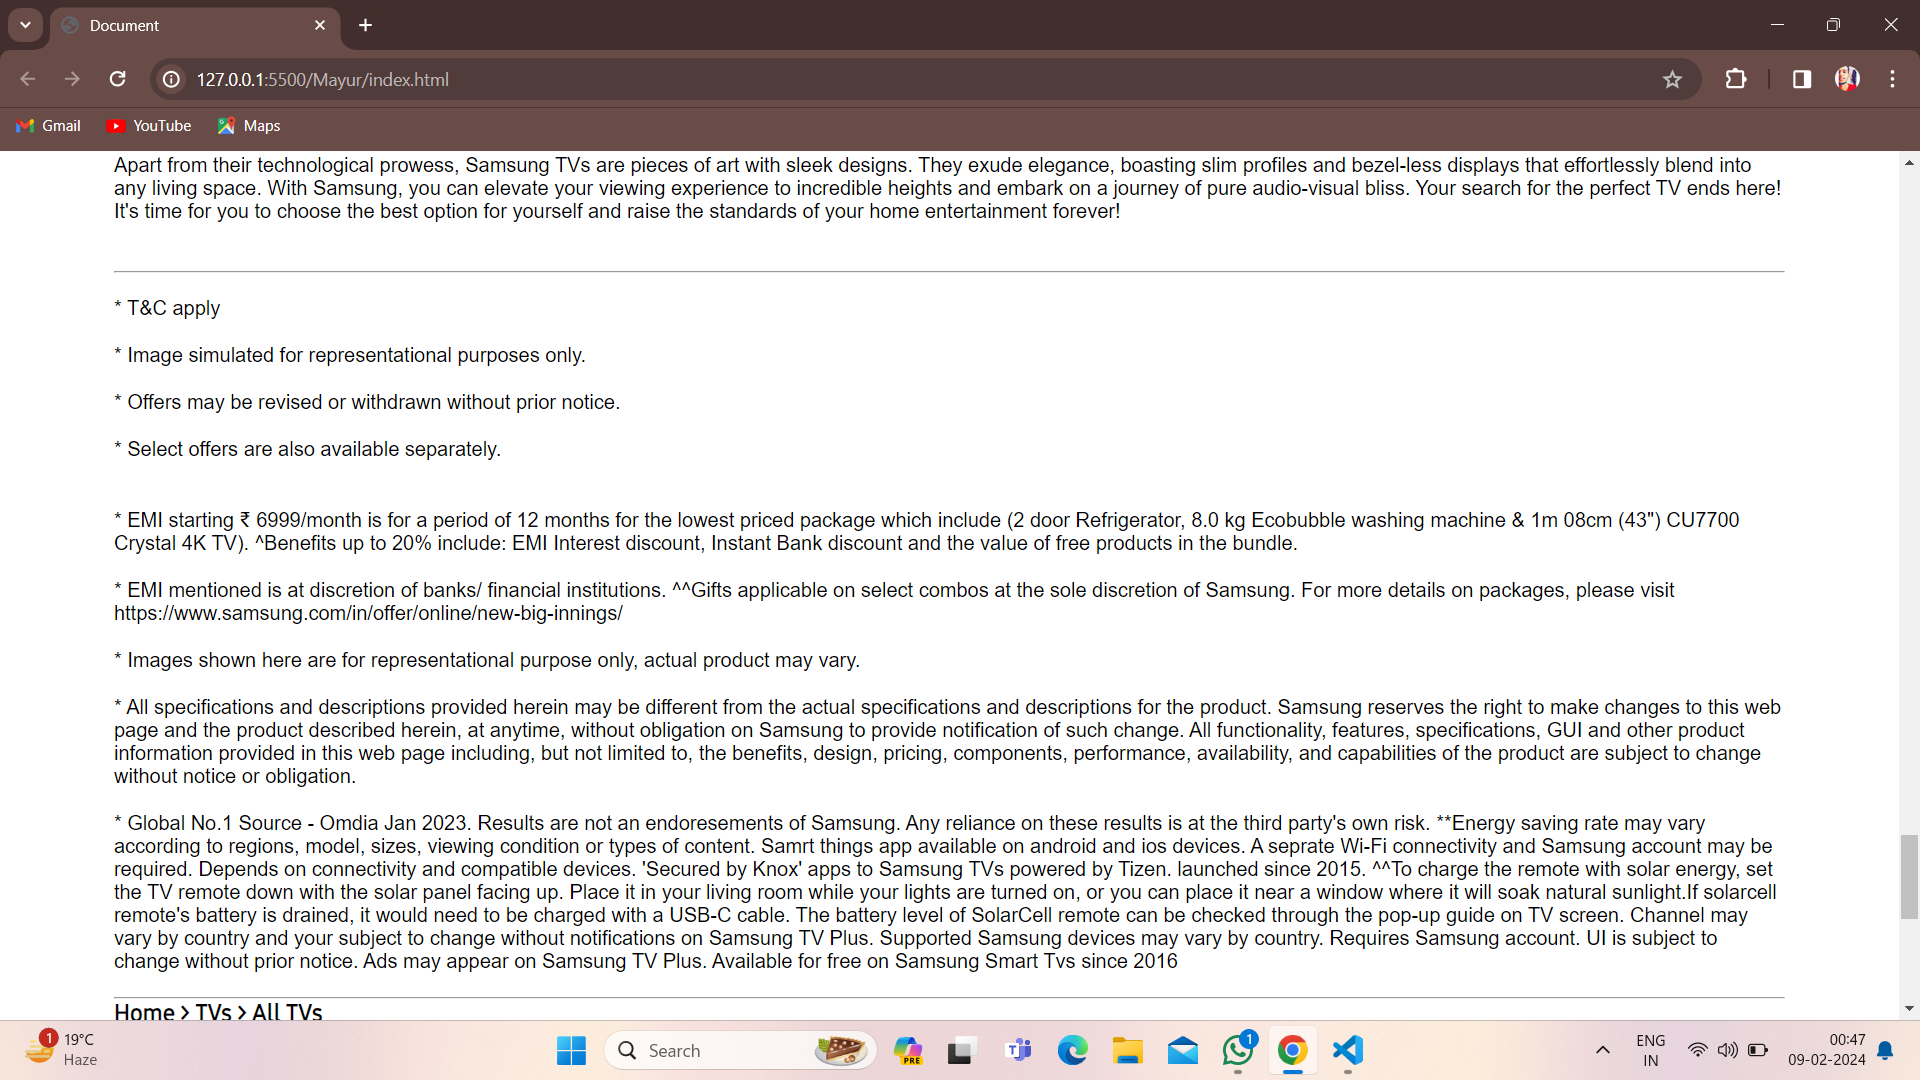 Document
127.0.0.1:5500/Mayur/index.html
Gmail
YouTube
Maps
Apart from their technological prowess, Samsung TVs are pieces of art with sleek designs. They exude elegance, boasting slim profiles and bezel-less displays that effortlessly blend into
any living space. With Samsung, you can elevate your viewing experience to incredible heights and embark on a journey of pure audio-visual bliss. Your search for the perfect TV ends here!
It's time for you to choose the best option for yourself and raise the standards of your home entertainment forever!
* T&C apply
* Image simulated for representational purposes only.
* Offers may be revised or withdrawn without prior notice.
* Select offers are also available separately.
* EMI starting ₹ 6999/month is for a period of 12 months for the lowest priced package which include (2 door Refrigerator, 8.0 kg Ecobubble washing machine & 1m 08cm (43") CU7700
Crystal 4K TV). ^Benefits up to 20% include: EMI Interest discount, Instant Bank discount and the value of free products in the bundle.
* EMI mentioned is at discretion of banks/ financial institutions. ^^Gifts applicable on select combos at the sole discretion of Samsung. For more details on packages, please visit
https://www.samsung.com/in/offer/online/new-big-innings/
* Images shown here are for representational purpose only, actual product may vary.
* All specifications and descriptions provided herein may be different from the actual specifications and descriptions for the product. Samsung reserves the right to make changes to this web
page and the product described herein, at anytime, without obligation on Samsung to provide notification of such change. All functionality, features, specifications, GUI and other product
information provided in this web page including, but not limited to, the benefits, design, pricing, components, performance, availability, and capabilities of the product are subject to change
without notice or obligation.
* Global No.1 Source - Omdia Jan 2023. Results are not an endoresements of Samsung. Any reliance on these results is at the third party's own risk. **Energy saving rate may vary
according to regions, model, sizes, viewing condition or types of content. Samrt things app available on android and ios devices. A seprate Wi-Fi connectivity and Samsung account may be
required. Depends on connectivity and compatible devices. 'Secured by Knox' apps to Samsung TVs powered by Tizen. launched since 2015. ^^To charge the remote with solar energy, set
the TV remote down with the solar panel facing up. Place it in your living room while your lights are turned on, or you can place it near a window where it will soak natural sunlight.If solarcell
remote's battery is drained, it would need to be charged with a USB-C cable. The battery level of SolarCell remote can be checked through the pop-up guide on TV screen. Channel may
vary by country and your subject to change without notifications on Samsung TV Plus. Supported Samsung devices may vary by country. Requires Samsung account. UI is subject to
change without prior notice. Ads may appear on Samsung TV Plus. Available for free on Samsung Smart Tvs since 2016
Home > TVs > All TVs
1
19°C
Haze
Search
PRE
1
ENG
IN
00:47
09-02-2024